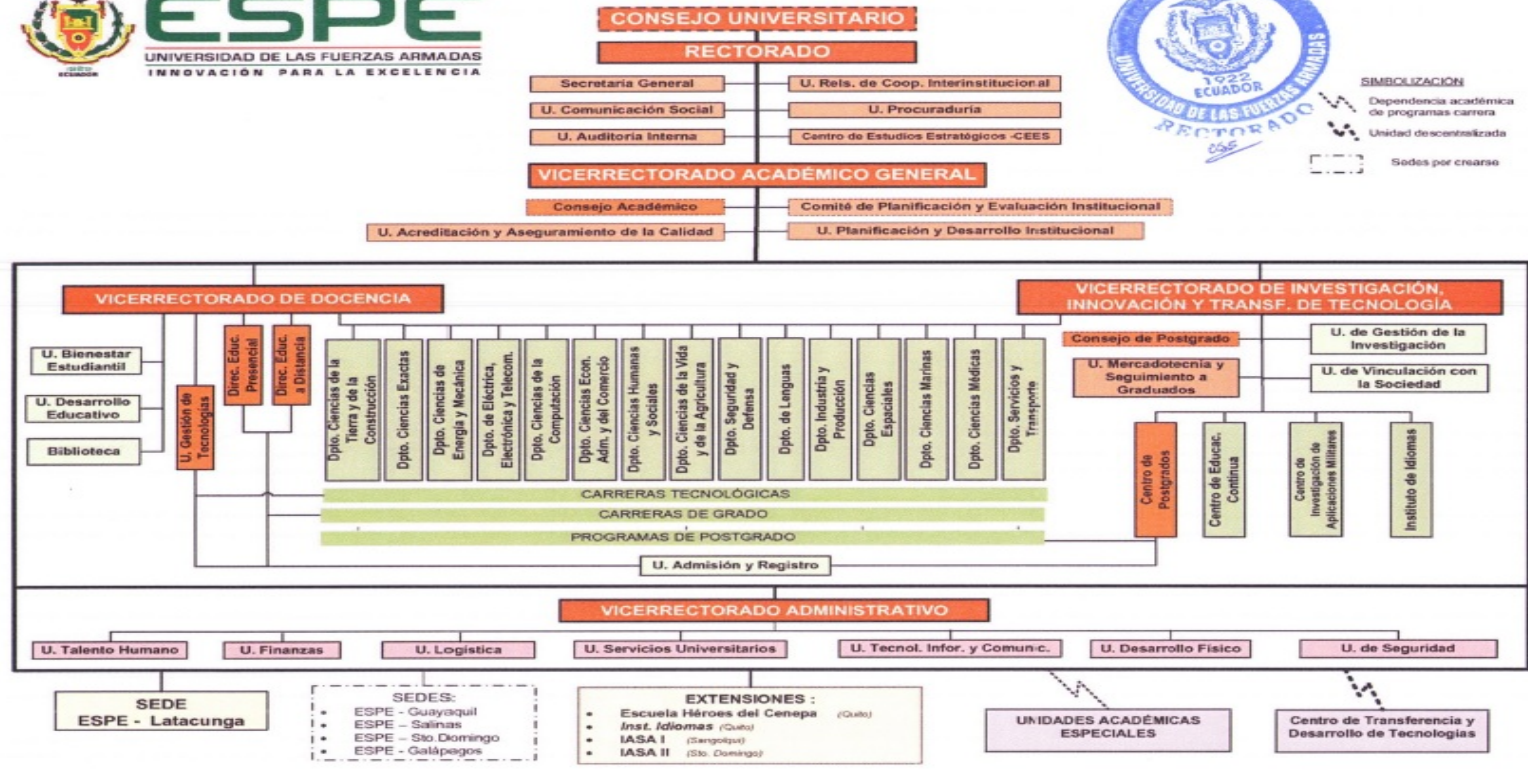 ESPE
UNIVERSIDAD DE LAS FUERZAS ARMADAS
INNOVACIÓN PARA LA EXCELENCIA
ECUADOR
CONSEJO UNIVERSITARIO
RECTORADO
Secretaría General
U. Rels. de Coop. Interinstitucional
U. Comunicación Social
U. Procuraduría
U. Auditoría Interna
Centro de Estudios Estratégicos -CEES
1922
ECUADOR
UNIVERSIDAD DE LAS FUERZAS ARMADAS
RECTORADO
SIMBOLIZACIÓN
Dependencia académica
de programas carrera
Unidad descentralizada
Sedes por crearse
VICERRECTORADO ACADÉMICO GENERAL
Consejo Académico
Comité de Planificación y Evaluación Institucional
U. Acreditación y Aseguramiento de la Calidad
U. Planificación y Desarrollo Institucional
VICERRECTORADO DE DOCENCIA
U. Bienestar
Estudiantil
U. Desarrollo
Educativo
Biblioteca
U. Gestión de
Tecnologías
Direc. Educ.
Presencial
Direc. Educ.
a Distancia
Dpto. Ciencias de la
Tierra y de la
Construcción
Dpto. Ciencias Exactas
Dpto. Ciencias de
Energía y Mecánica
Dpto. de Eléctrica,
Electrónica y Telecom.
Dpto. Ciencias de la
Computación
Dpto. Ciencias Econ.
Adm. y del Comercio
Dpto. Ciencias Humanas
y Sociales
Dpto. Ciencias de la Vida
y de la Agricultura
Dpto. Seguridad y
Defensa
Dpto. de Lenguas
Dpto. Industria y
Producción
Dpto. Ciencias
Espaciales
Dpto. Ciencias Marinas
Dpto. Ciencias Médicas
Dpto. Servicios y
Transporte
VICERRECTORADO DE INVESTIGACIÓN,
INNOVACIÓN Y TRANSF. DE TECNOLOGÍA
Consejo de Postgrado
U. de Gestión de la
Investigación
U. Mercadotecnia y
Seguimiento a
Graduados
U. de Vinculación con
la Sociedad
Centro de
Postgrados
Centro de Educac.
Continua
Centro de
Investigación de
Aplicaciones Militares
Instituto de Idiomas
CARRERAS TECNOLÓGICAS
CARRERAS DE GRADO
PROGRAMAS DE POSTGRADO
U. Admisión y Registro
VICERRECTORADO ADMINISTRATIVO
U. Talento Humano
U. Finanzas
U. Logística
U. Servicios Universitarios
U. Tecnol. Infor. y Comunc.
U. Desarrollo Físico
U. de Seguridad
SEDE
ESPE - Latacunga
SEDES:
• ESPE - Guayaquil
• ESPE – Salinas
• ESPE – Sto.Domingo
• ESPE - Galápagos
EXTENSIONES :
• Escuela Héroes del Cenepa (Quito)
• Inst. Idiomas (Quito)
• IASA I (Sangolquí)
• IASA II (Sto. Domingo)
UNIDADES ACADÉMICAS
ESPECIALES
Centro de Transferencia y
Desarrollo de Tecnologías